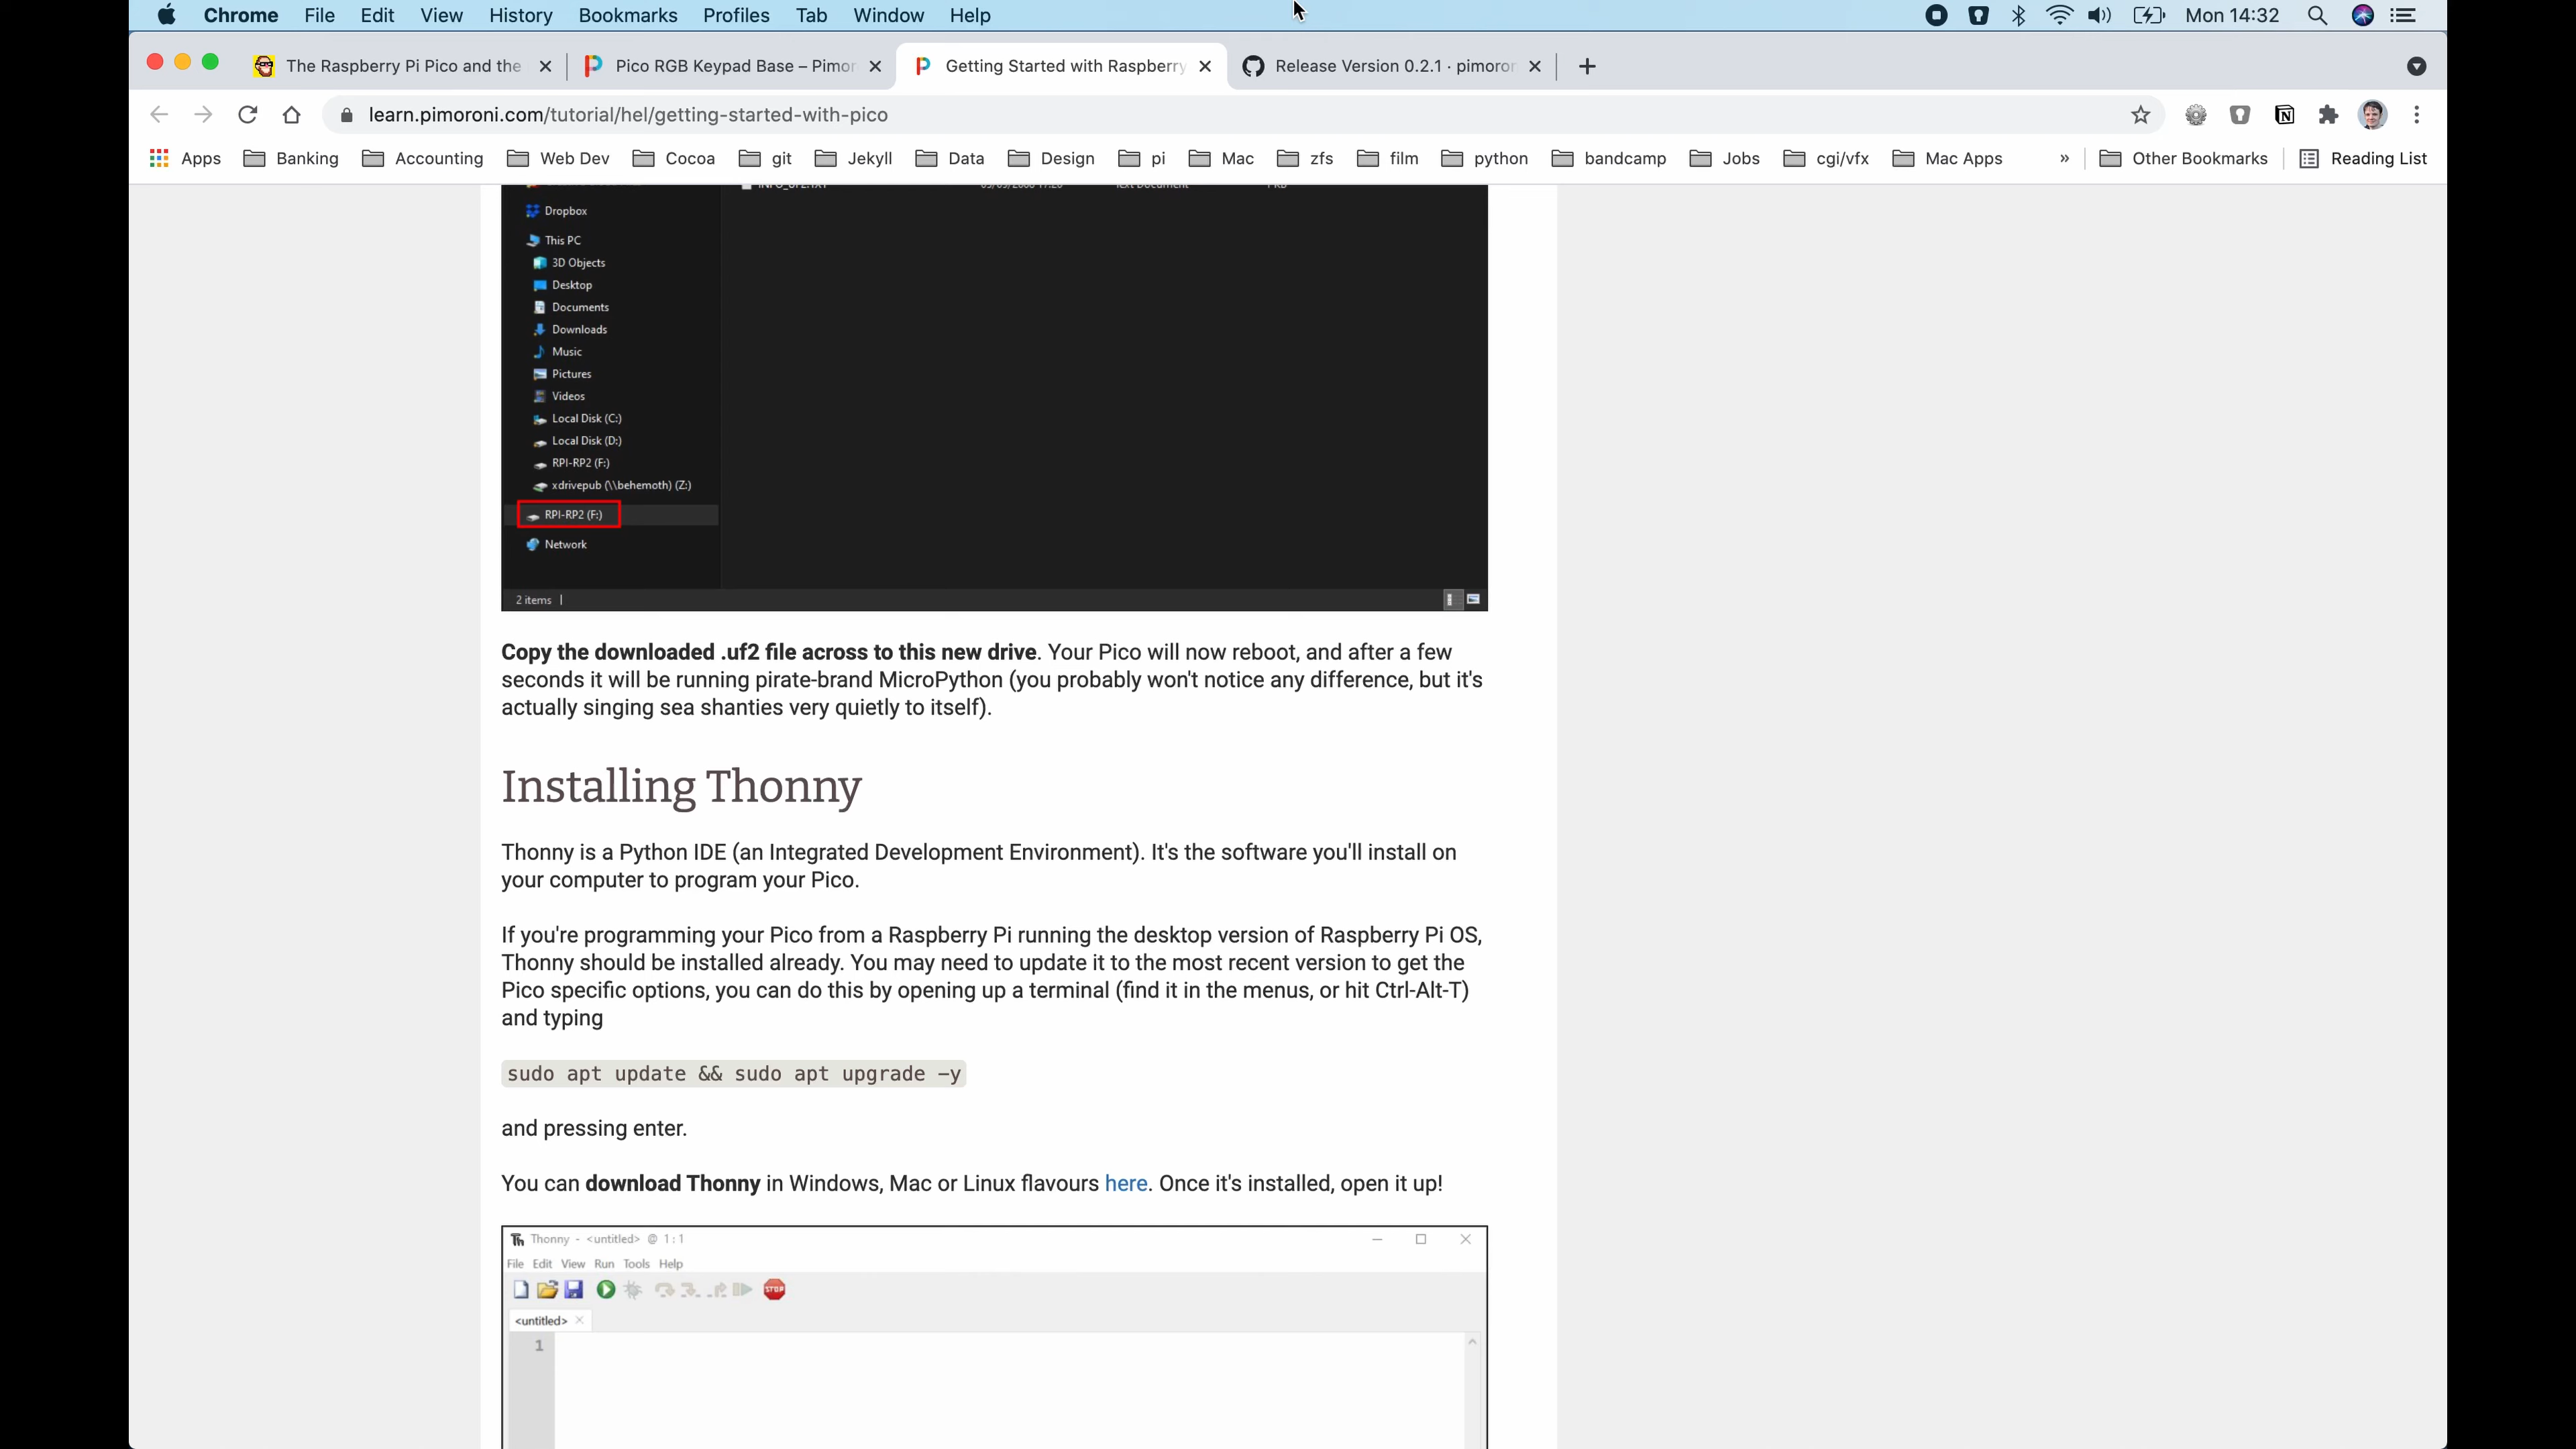 Chrome File Edit View History Bookmarks Profiles Tab Window Help Mon 14:32
The Raspberry Pi Pico and the
Pico RGB Keypad Base – Pimor
Getting Started with Raspberry
Release Version 0.2.1 · pimoron
learn.pimoroni.com/tutorial/hel/getting-started-with-pico
Apps Banking Accounting Web Dev Cocoa git Jekyll Data Design pi Mac zfs film python bandcamp Jobs cgi/vfx Mac Apps » Other Bookmarks Reading List
Dropbox
This PC
3D Objects
Desktop
Documents
Downloads
Music
Pictures
Videos
Local Disk (C:)
Local Disk (D:)
RPI-RP2 (F:)
xdrivepub (\\behemoth) (Z:)
RPI-RP2 (F:)
Network
2 items
Copy the downloaded .uf2 file across to this new drive. Your Pico will now reboot, and after a few
seconds it will be running pirate-brand MicroPython (you probably won't notice any difference, but it's
actually singing sea shanties very quietly to itself).
Installing Thonny
Thonny is a Python IDE (an Integrated Development Environment). It's the software you'll install on
your computer to program your Pico.
If you're programming your Pico from a Raspberry Pi running the desktop version of Raspberry Pi OS,
Thonny should be installed already. You may need to update it to the most recent version to get the
Pico specific options, you can do this by opening up a terminal (find it in the menus, or hit Ctrl-Alt-T)
and typing
sudo apt update && sudo apt upgrade -y
and pressing enter.
You can download Thonny in Windows, Mac or Linux flavours here. Once it's installed, open it up!
Thonny - <untitled> @ 1 : 1
File Edit View Run Tools Help
STOP
<untitled>
1